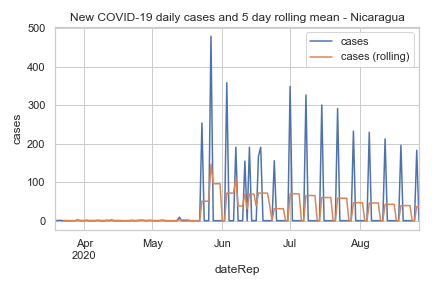 New COVID-19 daily cases and 5 day rolling mean - Nicaragua
cases
cases (rolling)
500
400
300
200
100
0
cases
Apr
2020
May
Jun
Jul
Aug
dateRep